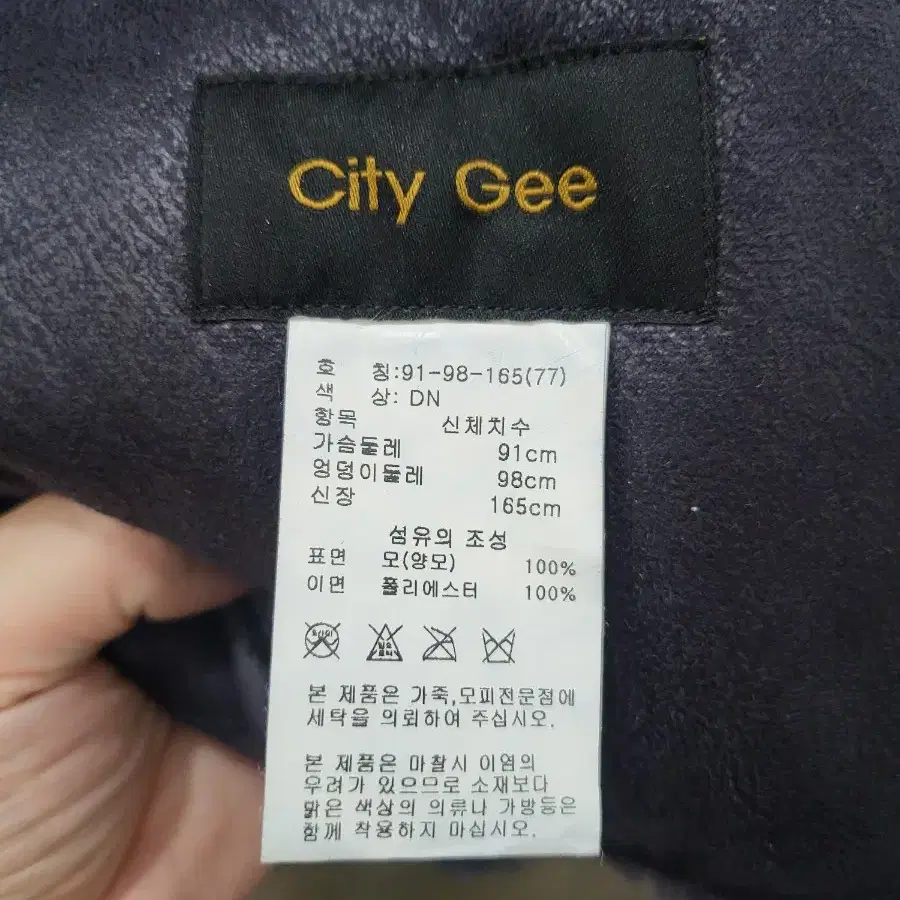 City Gee
호 칭:91-98-165(77)
색 상: DN
항목 신체치수
가슴둘레 91cm
엉덩이둘레 98cm
신장 165cm
섬유의 조성
표면 모(양모) 100%
이면 폴리에스터 100%
본 제품은 가죽,모피전문점에
세탁을 의뢰하여 주십시오.
본 제품은 마찰시 이염의
우려가 있으므로 소재보다
밝은 색상의 의류나 가방등은
함께 착용하지 마십시오.